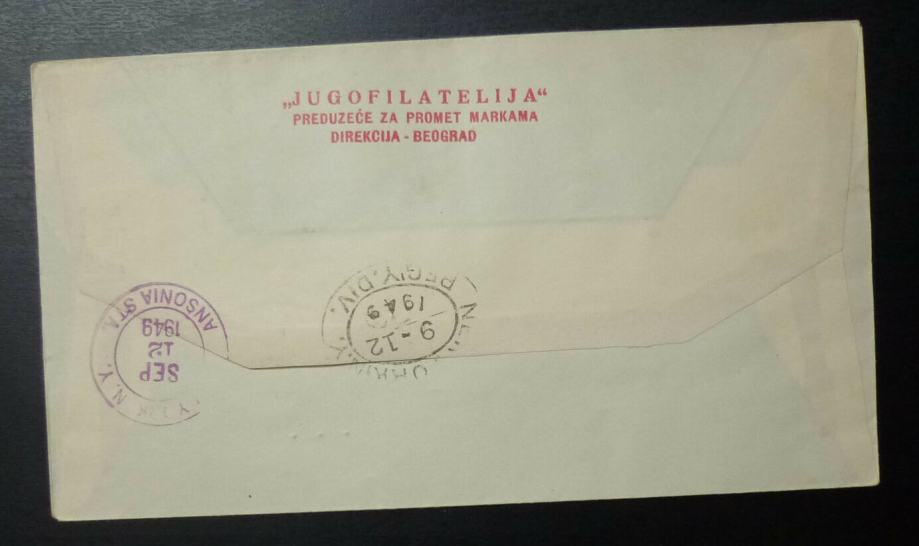 „JUGOFILATELIJA“
PREDUZEĆE ZA PROMET MARKAMA
DIREKCIJA - BEOGRAD
REG'Y. DIV.
9-12
1949
ANSONIA STA.
SEP
12
1949
N. Y.